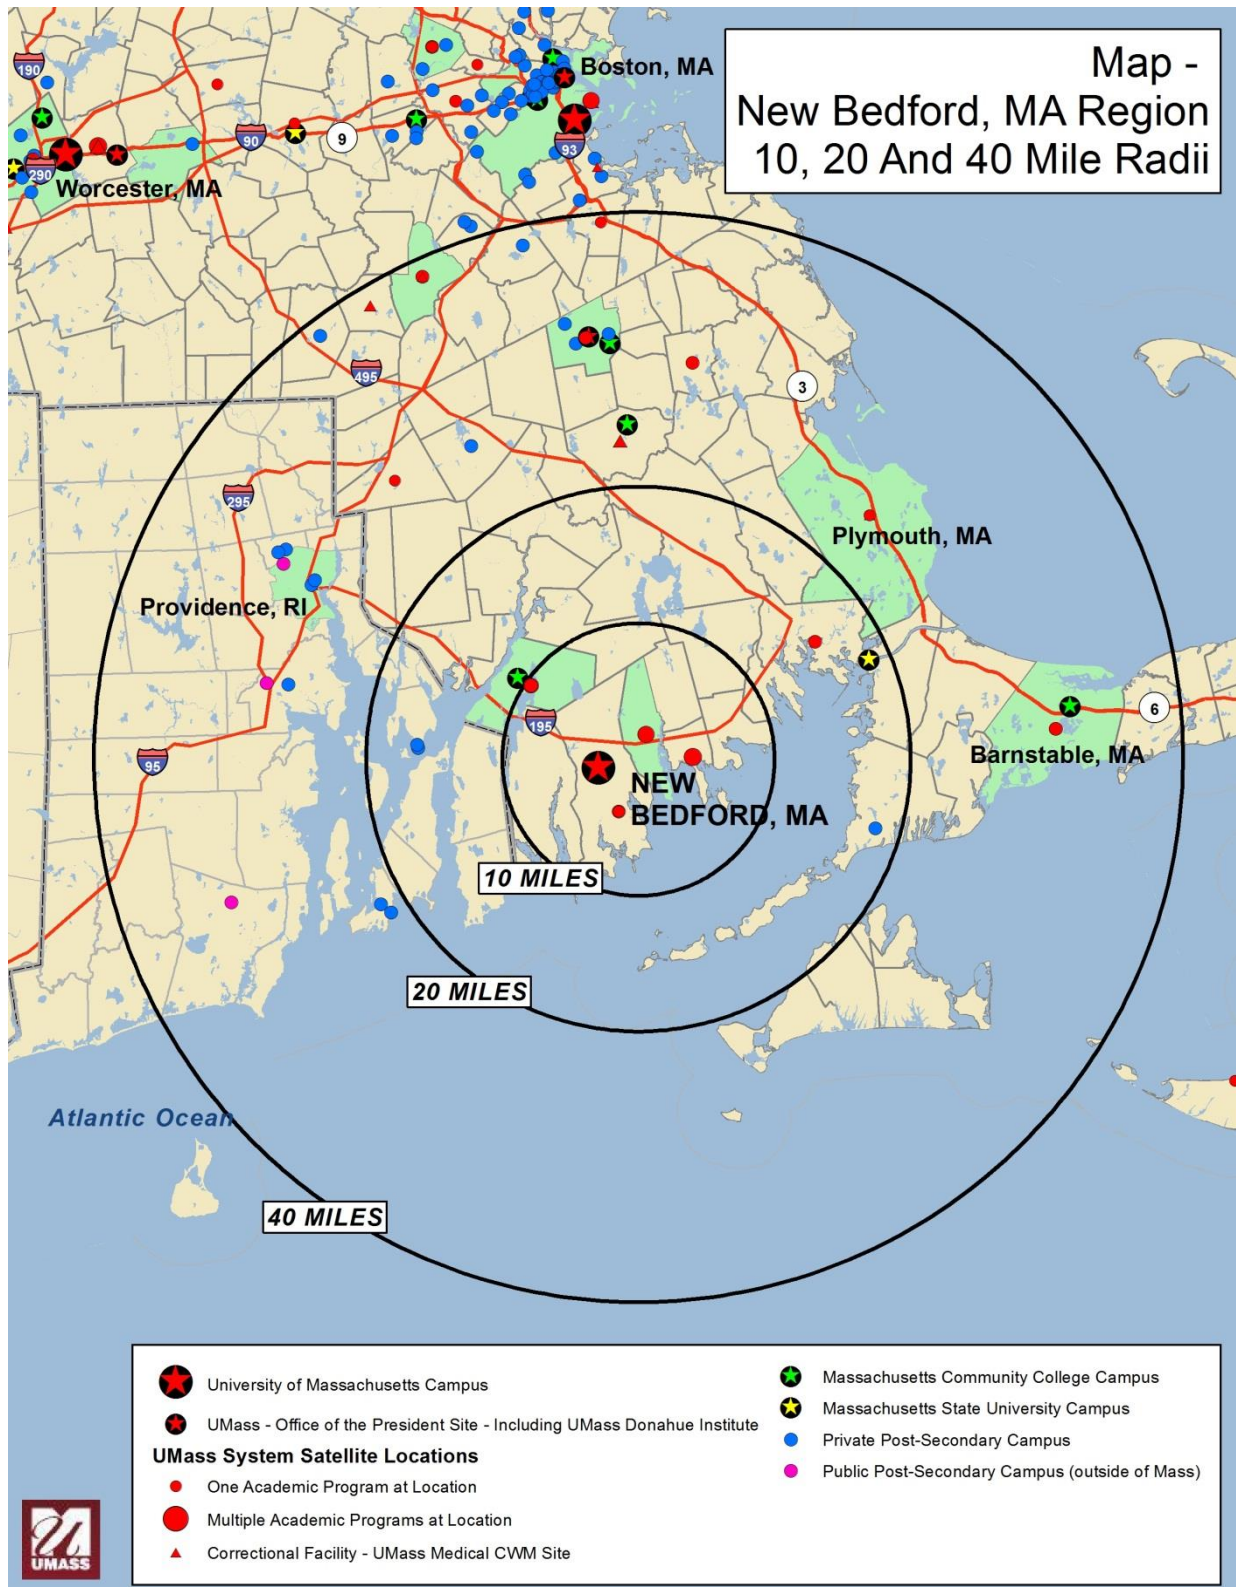 Map -
New Bedford, MA Region
10, 20 And 40 Mile Radii
190
Boston, MA
90
9
93
290
Worcester, MA
495
3
295
Plymouth, MA
Providence, RI
195
6
95
Barnstable, MA
NEW
BEDFORD, MA
10 MILES
20 MILES
Atlantic Ocean
40 MILES
University of Massachusetts Campus
UMass - Office of the President Site - Including UMass Donahue Institute
UMass System Satellite Locations
One Academic Program at Location
Multiple Academic Programs at Location
Correctional Facility - UMass Medical CWM Site
Massachusetts Community College Campus
Massachusetts State University Campus
Private Post-Secondary Campus
Public Post-Secondary Campus (outside of Mass)
UMASS